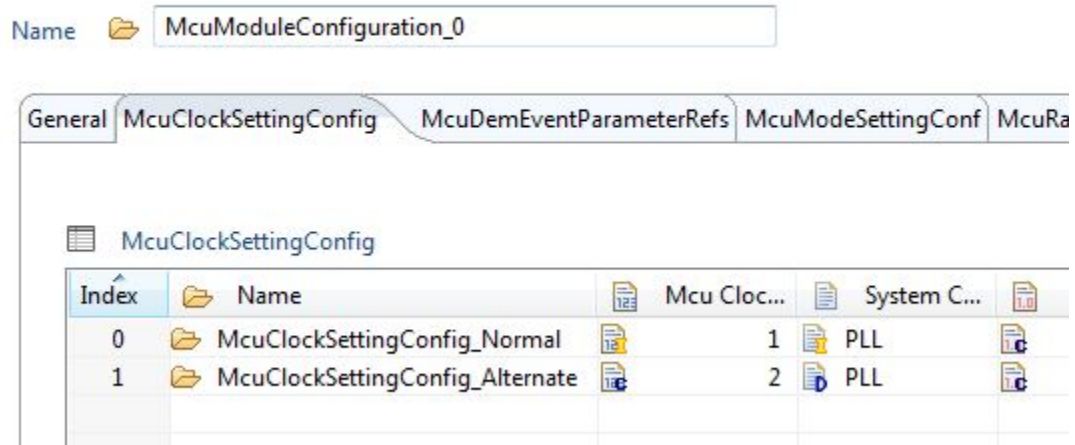 Name McuModuleConfiguration_0
General McuClockSettingConfig McuDemEventParameterRefs McuModeSettingConf McuRa
McuClockSettingConfig
Index Name Mcu Cloc... System C...
0 McuClockSettingConfig_Normal 1 PLL
1 McuClockSettingConfig_Alternate 2 PLL